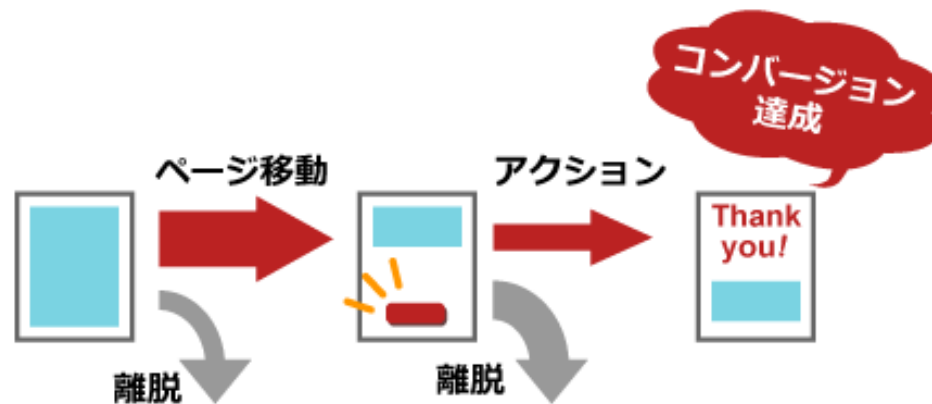 コンバージョン
達成
ページ移動
アクション
Thank
you!
離脱
離脱